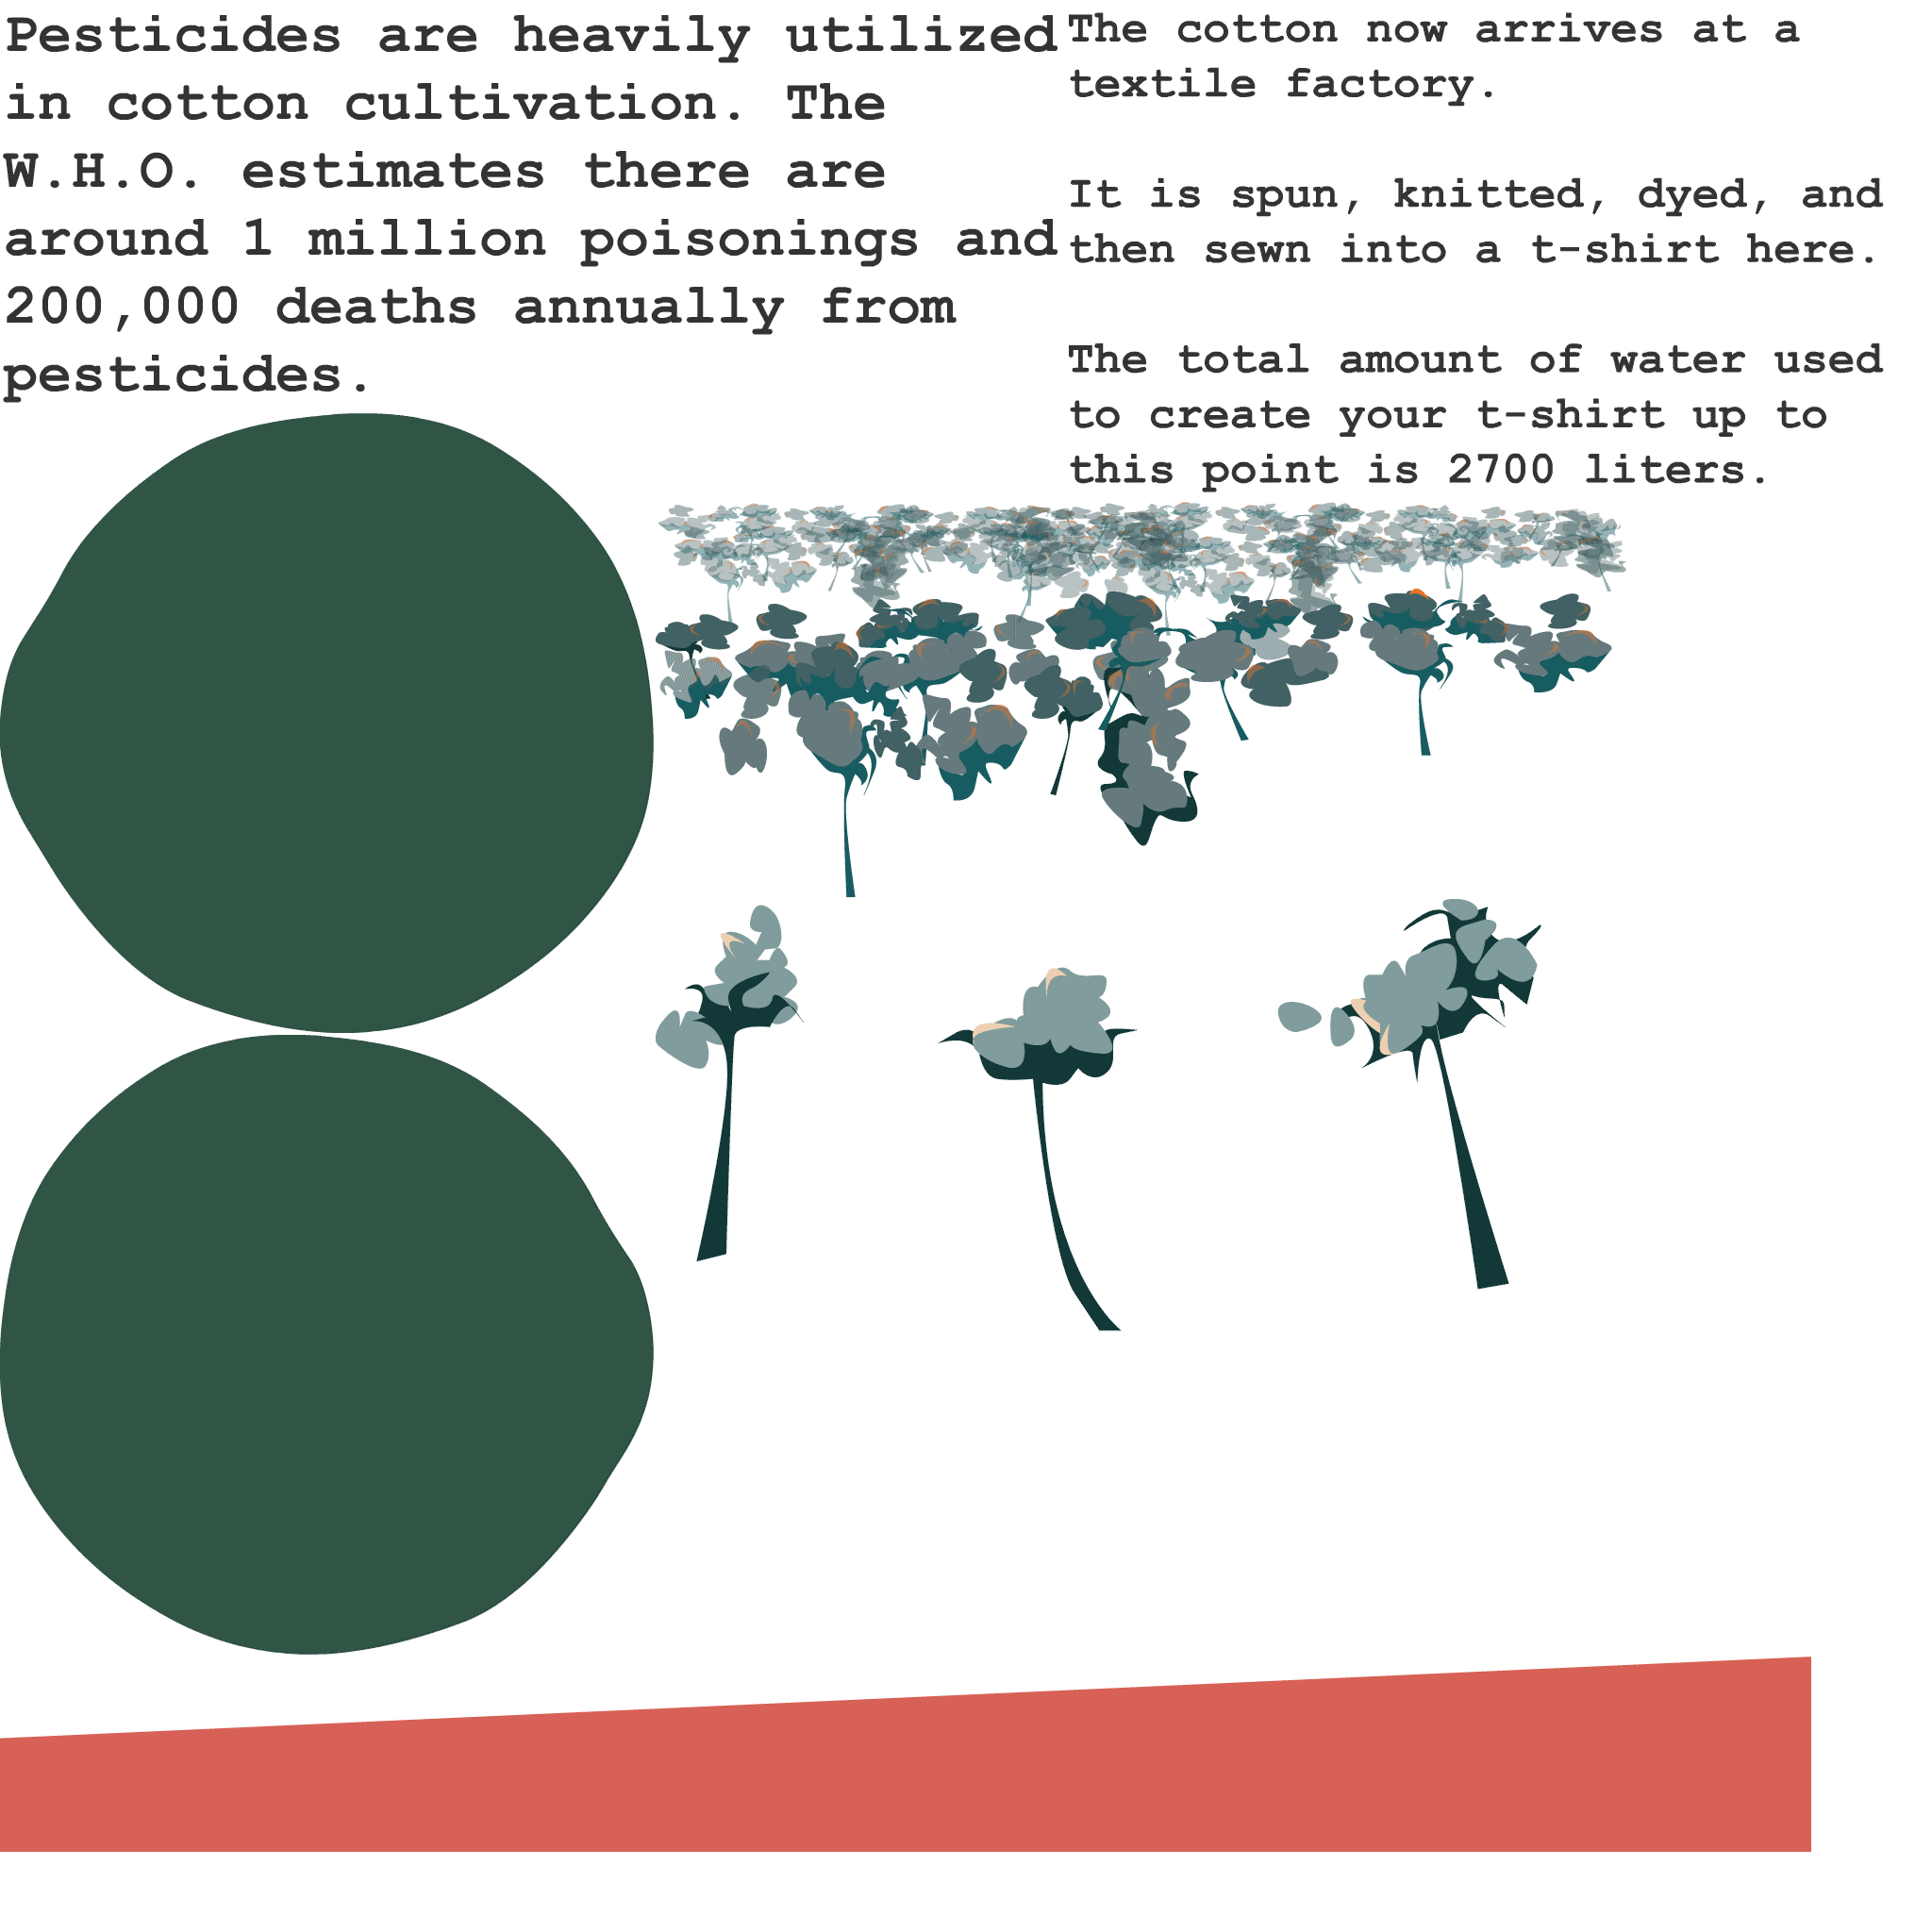 Pesticides are heavily utilized
in cotton cultivation. The
W.H.O. estimates there are
around 1 million poisonings and
200,000 deaths annually from
pesticides.
The cotton now arrives at a
textile factory.
It is spun, knitted, dyed, and
then sewn into a t-shirt here.
The total amount of water used
to create your t-shirt up to
this point is 2700 liters.